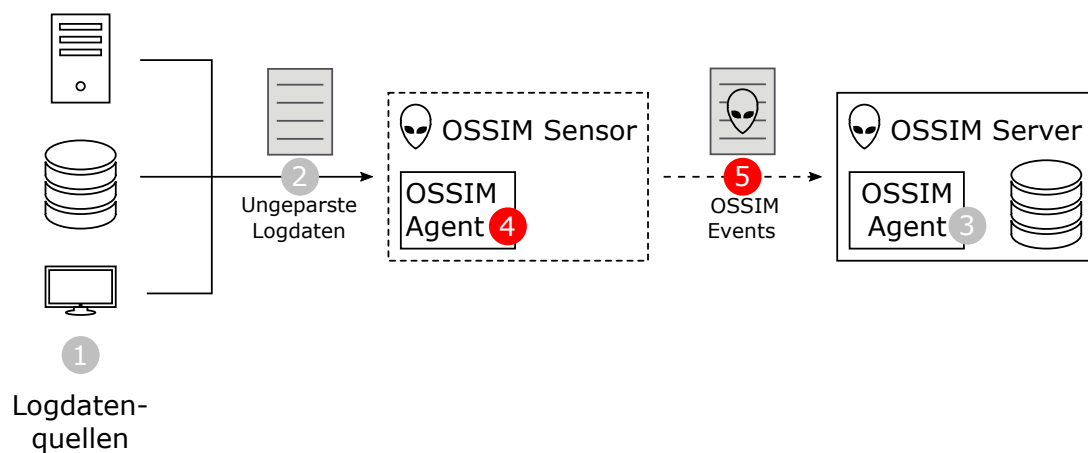 OSSIM Sensor
OSSIM Server
2
5
Ungeparste
Logdaten
OSSIM
Agent
4
OSSIM
Events
OSSIM
Agent
3
1
Logdaten-
quellen